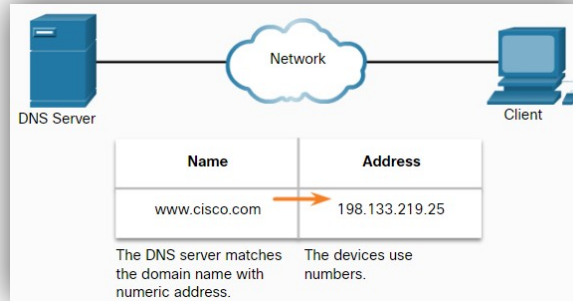 Network
DNS Server
Client
Name
Address
www.cisco.com
198.133.219.25
The DNS server matches
the domain name with
numeric address.
The devices use
numbers.